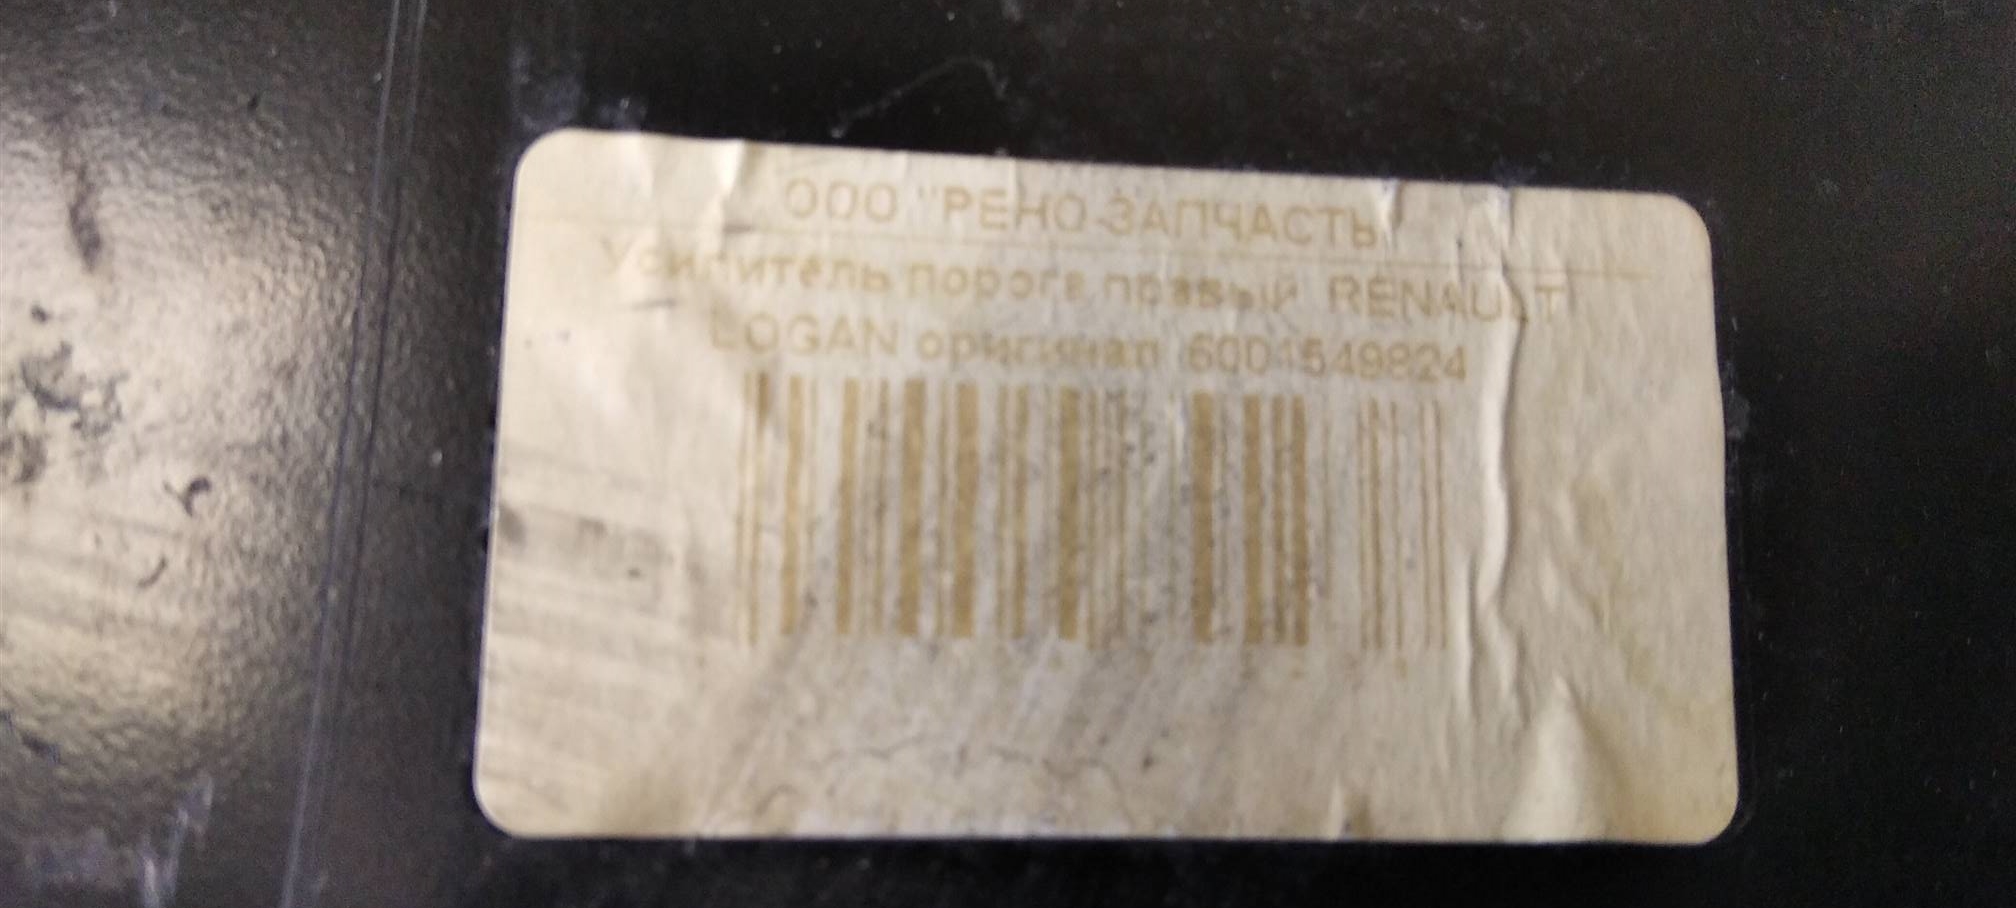 ООО "РЕНО-ЗАПЧАСТЬ"
Усилитель порога правый RENAULT
LOGAN оригинал 6001549824